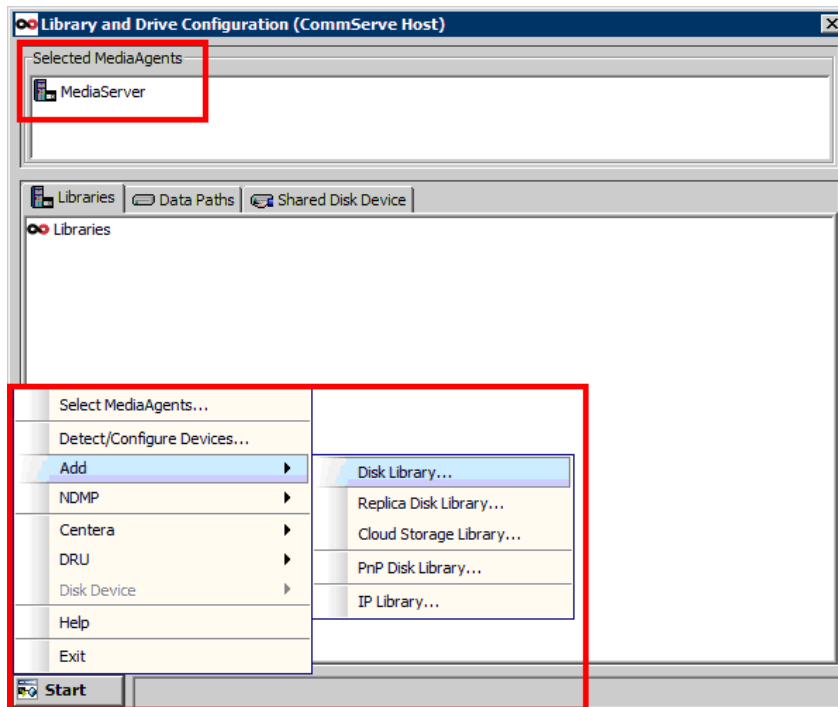 Library and Drive Configuration (CommServe Host)
Selected MediaAgents
MediaServer
Libraries Data Paths Shared Disk Device
Libraries
Select MediaAgents...
Detect/Configure Devices...
Add
NDMP
Centera
DRU
Disk Device
Help
Exit
Disk Library...
Replica Disk Library...
Cloud Storage Library...
PnP Disk Library...
IP Library...
Start